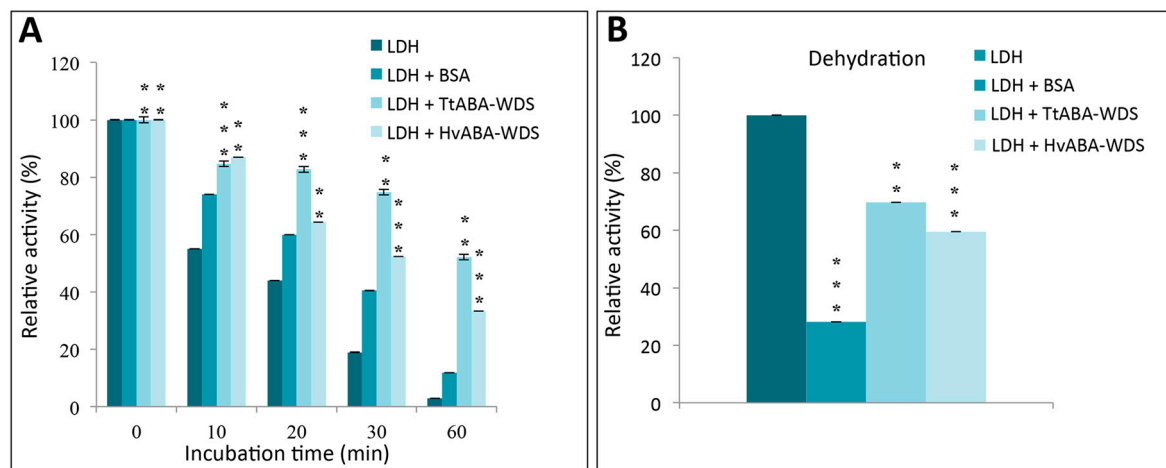 A
LDH
LDH + BSA
LDH + TtABA-WDS
LDH + HvABA-WDS
Relative activity (%)
120
100
80
60
40
20
0
* * * *
* * * * *
* * * * *
* * * * *
* * * * *
0 10 20 30 60
Incubation time (min)
B
Dehydration
LDH
LDH + BSA
LDH + TtABA-WDS
LDH + HvABA-WDS
Relative activity (%)
120
100
80
60
40
20
0
* * *
* *
* * *